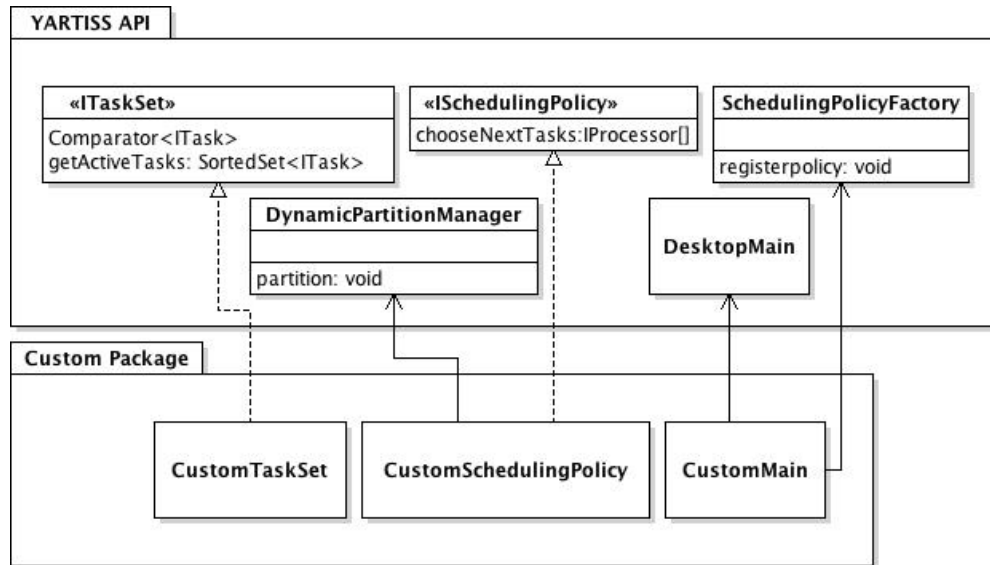 YARTISS API
«ITaskSet»
Comparator<ITask>
getActiveTasks: SortedSet<ITask>
«ISchedulingPolicy»
chooseNextTasks:IProcessor[]
SchedulingPolicyFactory
registerpolicy: void
DynamicPartitionManager
partition: void
DesktopMain
Custom Package
CustomTaskSet
CustomSchedulingPolicy
CustomMain